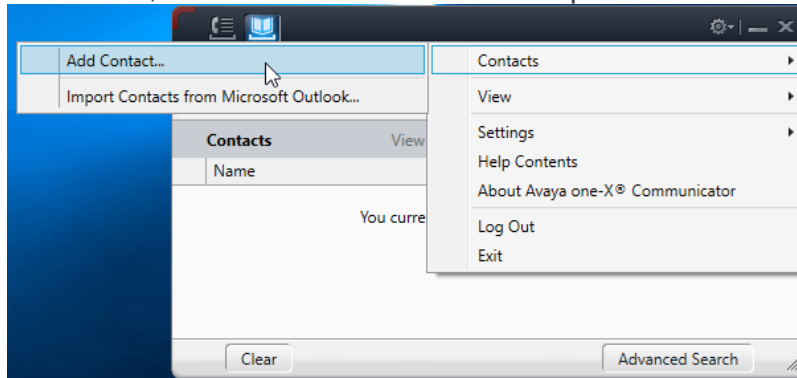 Add Contact...
Import Contacts from Microsoft Outlook...
Contacts
View
Settings
Help Contents
About Avaya one-X® Communicator
Log Out
Exit
Contacts View
Name
You curre
Clear
Advanced Search